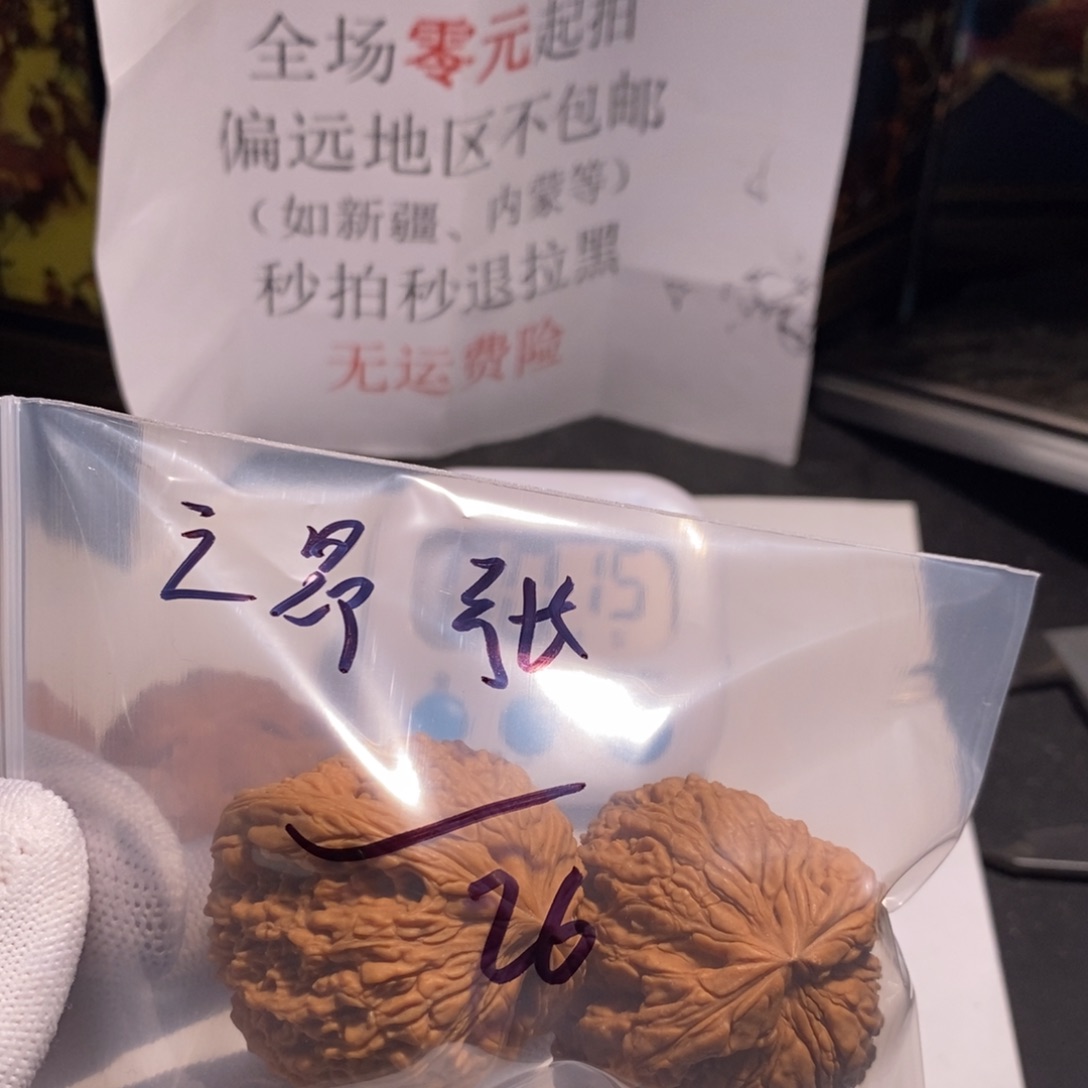 全场零元起拍
偏远地区不包邮
（如新疆、内蒙等）
秒拍秒退拉黑
无运费险
15
之昂 张
26